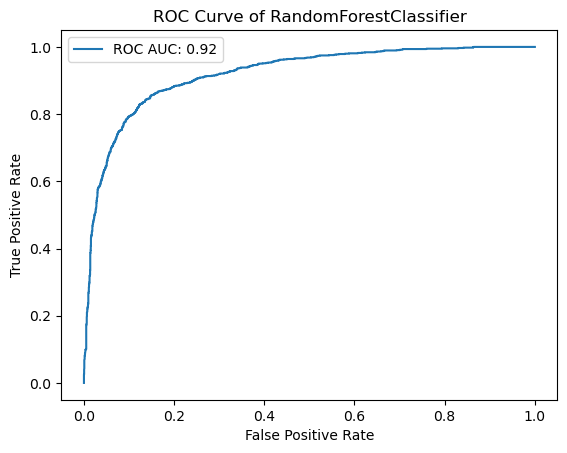 ROC Curve of RandomForestClassifier
ROC AUC: 0.92
1.0
0.8
0.6
0.4
0.2
0.0
True Positive Rate
0.0 0.2 0.4 0.6 0.8 1.0
False Positive Rate